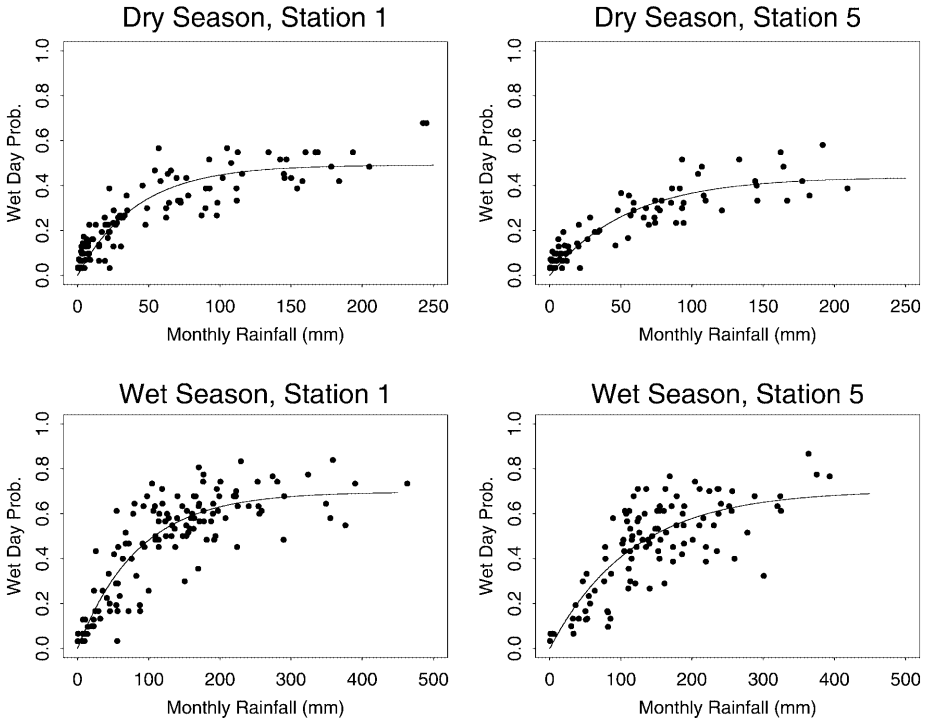 Dry Season, Station 1
Wet Day Prob.
1.0
0.8
0.6
0.4
0.2
0.0
0 50 100 150 200 250
Monthly Rainfall (mm)
Dry Season, Station 5
Wet Day Prob.
1.0
0.8
0.6
0.4
0.2
0.0
0 50 100 150 200 250
Monthly Rainfall (mm)
Wet Season, Station 1
Wet Day Prob.
1.0
0.8
0.6
0.4
0.2
0.0
0 100 200 300 400 500
Monthly Rainfall (mm)
Wet Season, Station 5
Wet Day Prob.
1.0
0.8
0.6
0.4
0.2
0.0
0 100 200 300 400 500
Monthly Rainfall (mm)